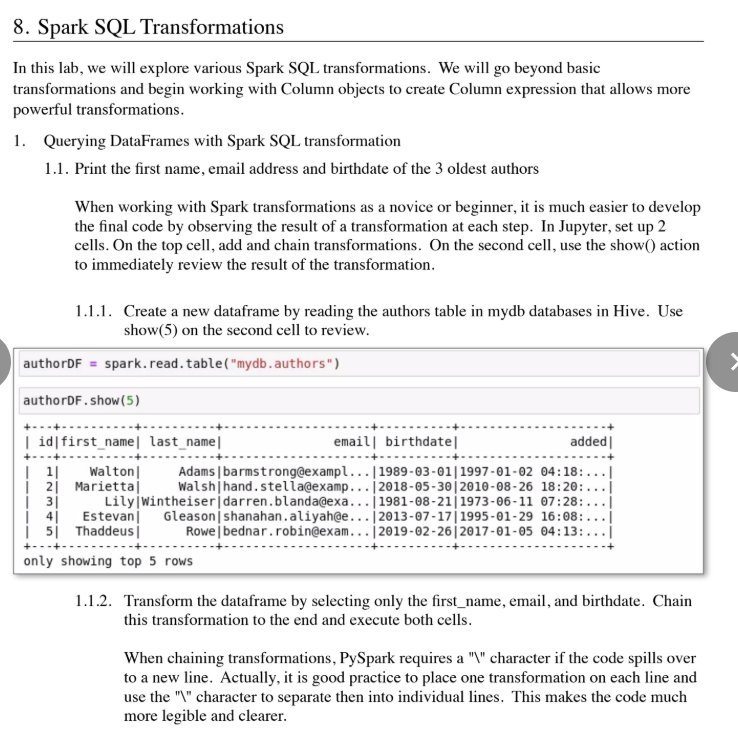 8. Spark SQL Transformations
In this lab, we will explore various Spark SQL transformations. We will go beyond basic
transformations and begin working with Column objects to create Column expression that allows more
powerful transformations.
1. Querying DataFrames with Spark SQL transformation
1.1. Print the first name, email address and birthdate of the 3 oldest authors
When working with Spark transformations as a novice or beginner, it is much easier to develop
the final code by observing the result of a transformation at each step. In Jupyter, set up 2
cells. On the top cell, add and chain transformations. On the second cell, use the show() action
to immediately review the result of the transformation.
1.1.1. Create a new dataframe by reading the authors table in mydb databases in Hive. Use
show(5) on the second cell to review.
authorDF = spark.read.table("mydb.authors")
authorDF.show(5)
+---+----------+----------+--------------------+----------+--------------------+
| id|first_name| last_name|               email| birthdate|               added|
+---+----------+----------+--------------------+----------+--------------------+
|  1|    Walton|     Adams|barmstrong@exampl...|1989-03-01|1997-01-02 04:18:...|
|  2|  Marietta|     Walsh|hand.stella@examp...|2018-05-30|2010-08-26 18:20:...|
|  3|      Lily|Wintheiser|darren.blanda@exa...|1981-08-21|1973-06-11 07:28:...|
|  4|   Estevan|   Gleason|shanahan.aliyah@e...|2013-07-17|1995-01-29 16:08:...|
|  5|  Thaddeus|      Rowe|bednar.robin@exam...|2019-02-26|2017-01-05 04:13:...|
+---+----------+----------+--------------------+----------+--------------------+
only showing top 5 rows
1.1.2. Transform the dataframe by selecting only the first_name, email, and birthdate. Chain
this transformation to the end and execute both cells.
When chaining transformations, PySpark requires a "\" character if the code spills over
to a new line. Actually, it is good practice to place one transformation on each line and
use the "\" character to separate then into individual lines. This makes the code much
more legible and clearer.